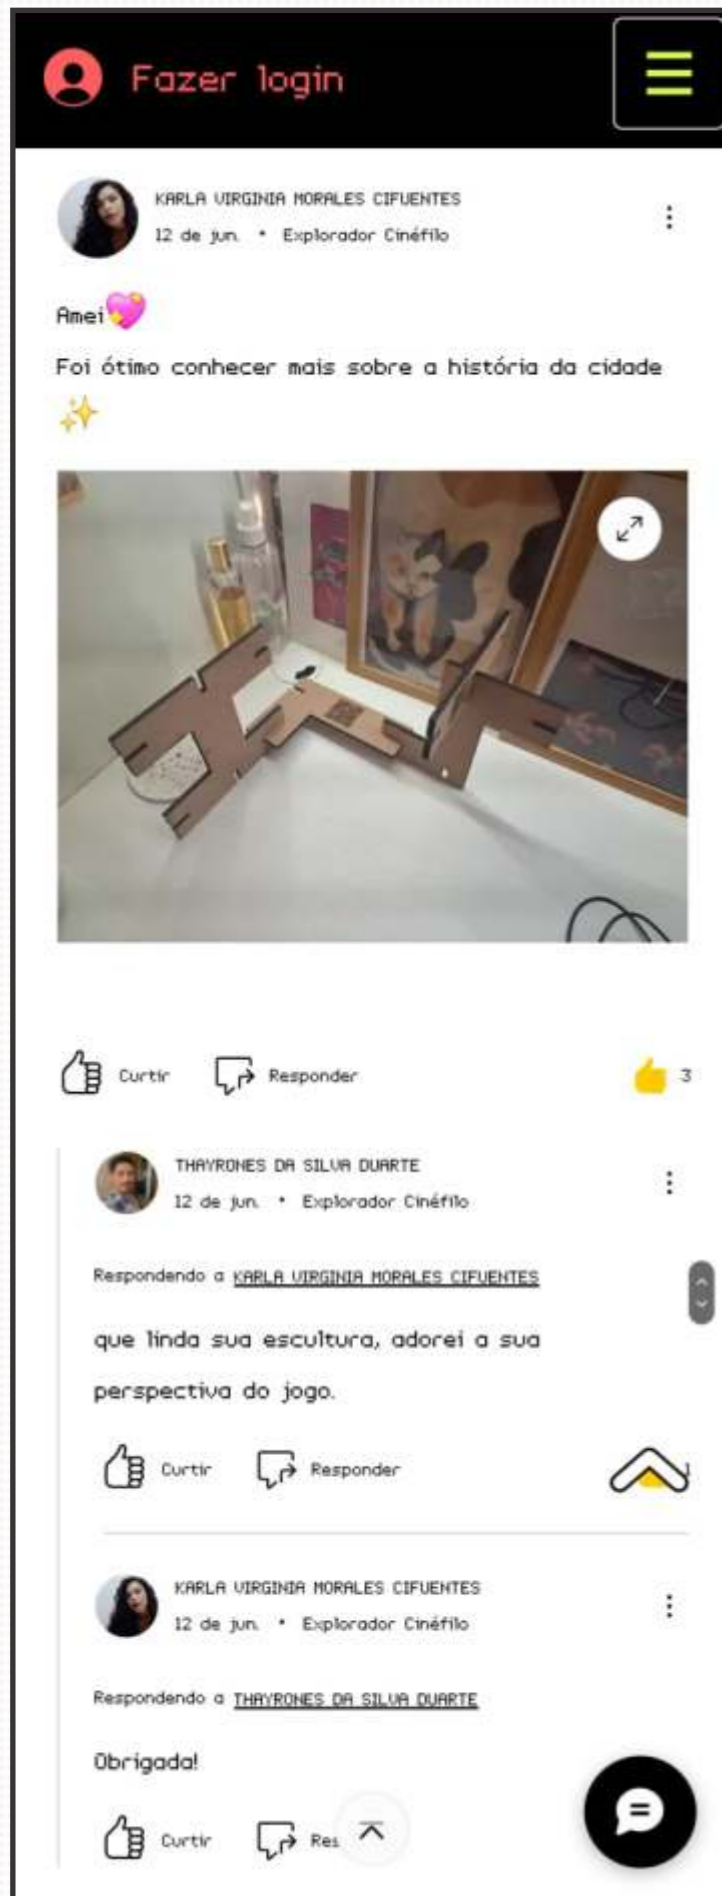 Fazer login
KARLA VIRGINIA MORALES CIFUENTES
12 de jun. • Explorador Cinéfilo
Amei💖
Foi ótimo conhecer mais sobre a história da cidade
✨
Curtir Responder 3
THAYRONES DA SILVA DUARTE
12 de jun. • Explorador Cinéfilo
Respondendo a KARLA VIRGINIA MORALES CIFUENTES
que linda sua escultura, adorei a sua
perspectiva do jogo.
Curtir Responder
KARLA VIRGINIA MORALES CIFUENTES
12 de jun. • Explorador Cinéfilo
Respondendo a THAYRONES DA SILVA DUARTE
Obrigada!
Curtir Res